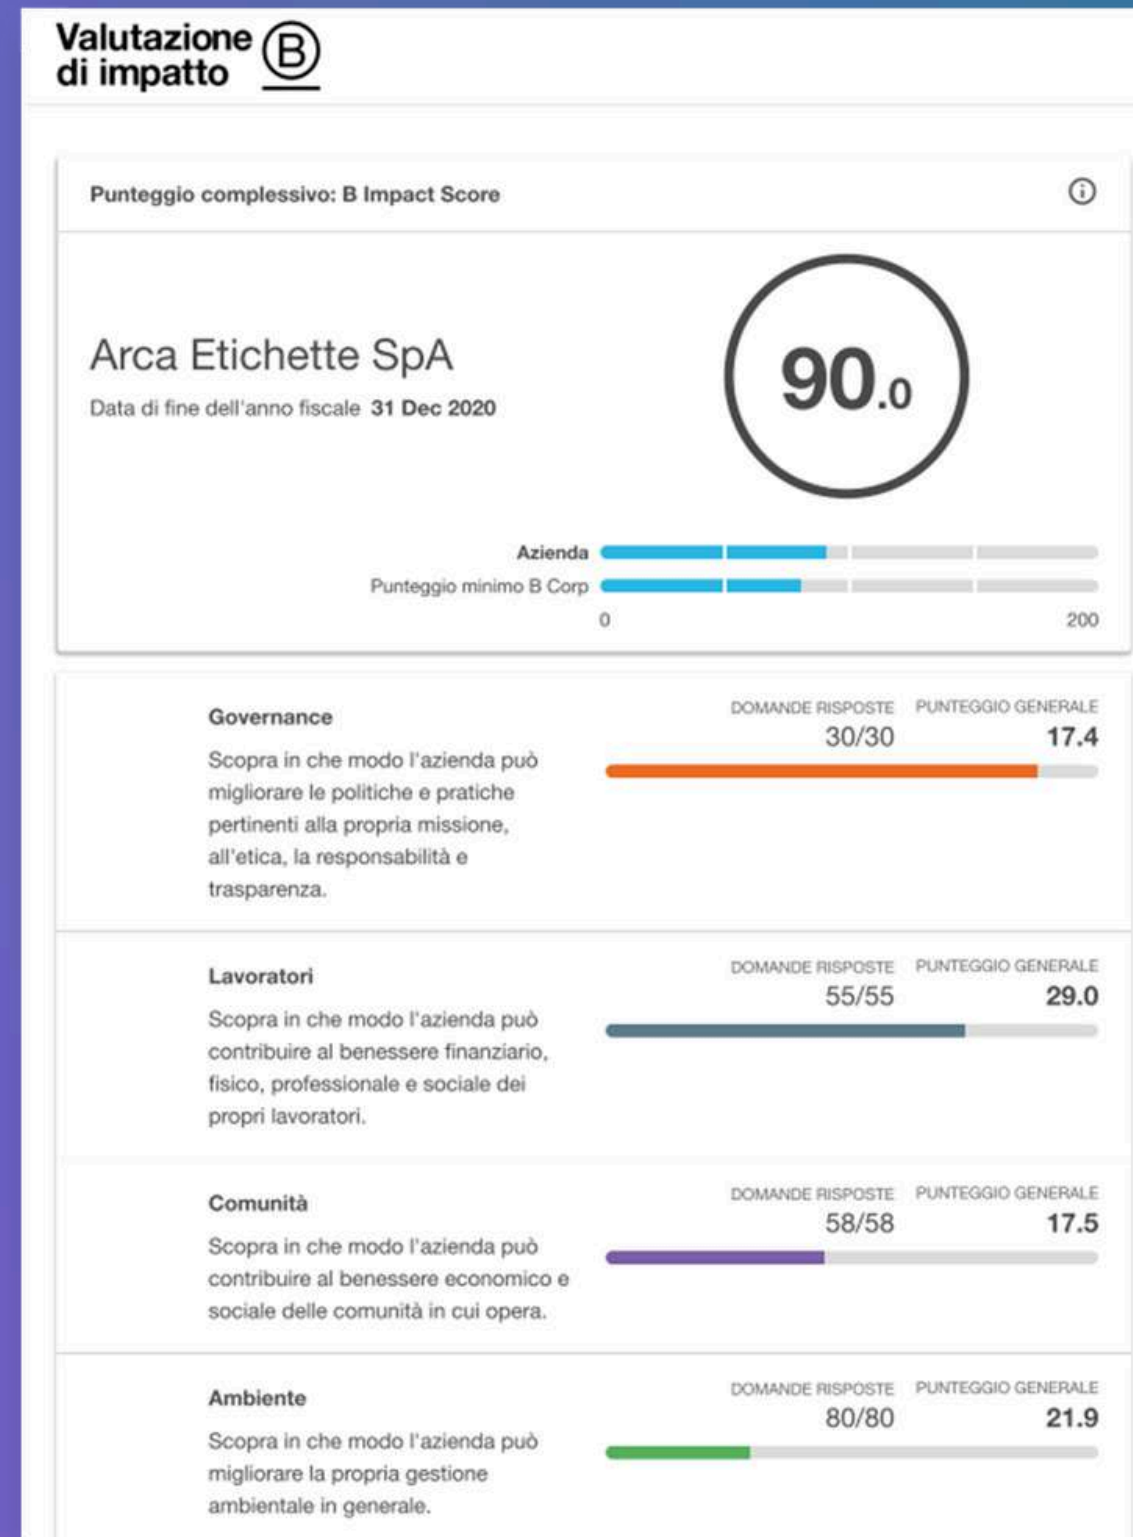 Valutazione
di impatto B
Punteggio complessivo: B Impact Score
Arca Etichette SpA
Data di fine dell'anno fiscale 31 Dec 2020
90.0
Azienda
Punteggio minimo B Corp
0 200
Governance
Scopra in che modo l'azienda può
migliorare le politiche e pratiche
pertinenti alla propria missione,
all'etica, la responsabilità e
trasparenza.
DOMANDE RISPOSTE PUNTEGGIO GENERALE
30/30 17.4
Lavoratori
Scopra in che modo l'azienda può
contribuire al benessere finanziario,
fisico, professionale e sociale dei
propri lavoratori.
DOMANDE RISPOSTE PUNTEGGIO GENERALE
55/55 29.0
Comunità
Scopra in che modo l'azienda può
contribuire al benessere economico e
sociale delle comunità in cui opera.
DOMANDE RISPOSTE PUNTEGGIO GENERALE
58/58 17.5
Ambiente
Scopra in che modo l'azienda può
migliorare la propria gestione
ambientale in generale.
DOMANDE RISPOSTE PUNTEGGIO GENERALE
80/80 21.9